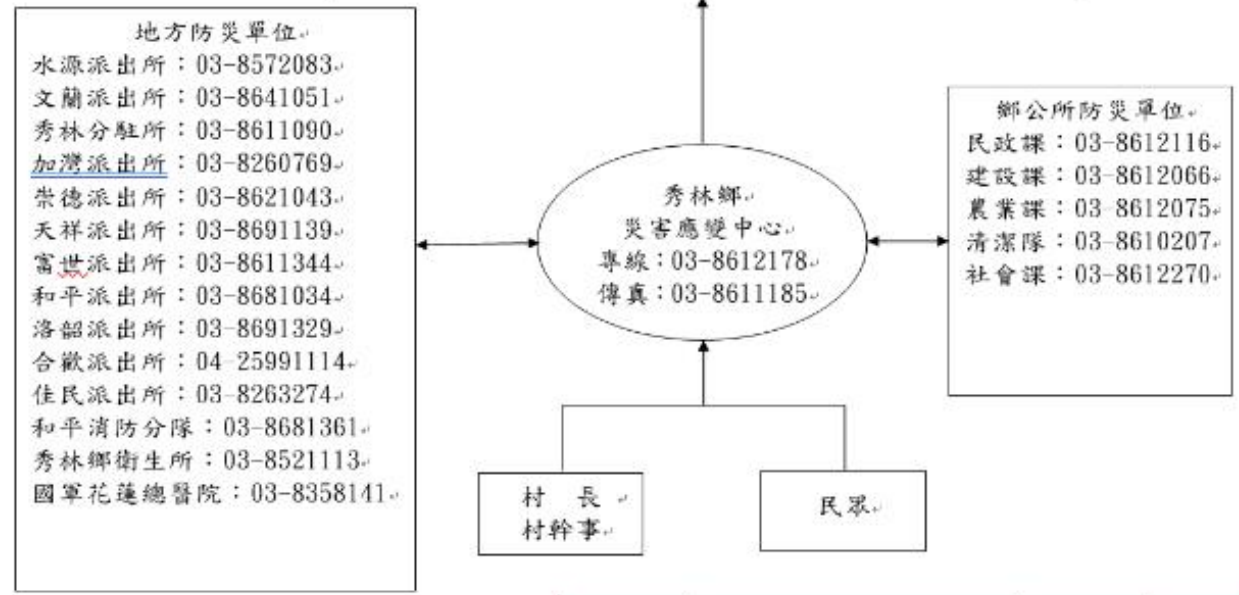 地方防災單位
水源派出所：03-8572083
文蘭派出所：03-8641051
秀林分駐所：03-8611090
加灣派出所：03-8260769
崇德派出所：03-8621043
天祥派出所：03-8691139
富世派出所：03-8611344
和平派出所：03-8681034
洛韶派出所：03-8691329
合歡派出所：04-25991114
佳民派出所：03-8263274
和平消防分隊：03-8681361
秀林鄉衛生所：03-8521113
國軍花蓮總醫院：03-8358141
秀林鄉
災害應變中心
專線：03-8612178
傳真：03-8611185
鄉公所防災單位
民政課：03-8612116
建設課：03-8612066
農業課：03-8612075
清潔隊：03-8610207
社會課：03-8612270
村　長
村幹事
民眾